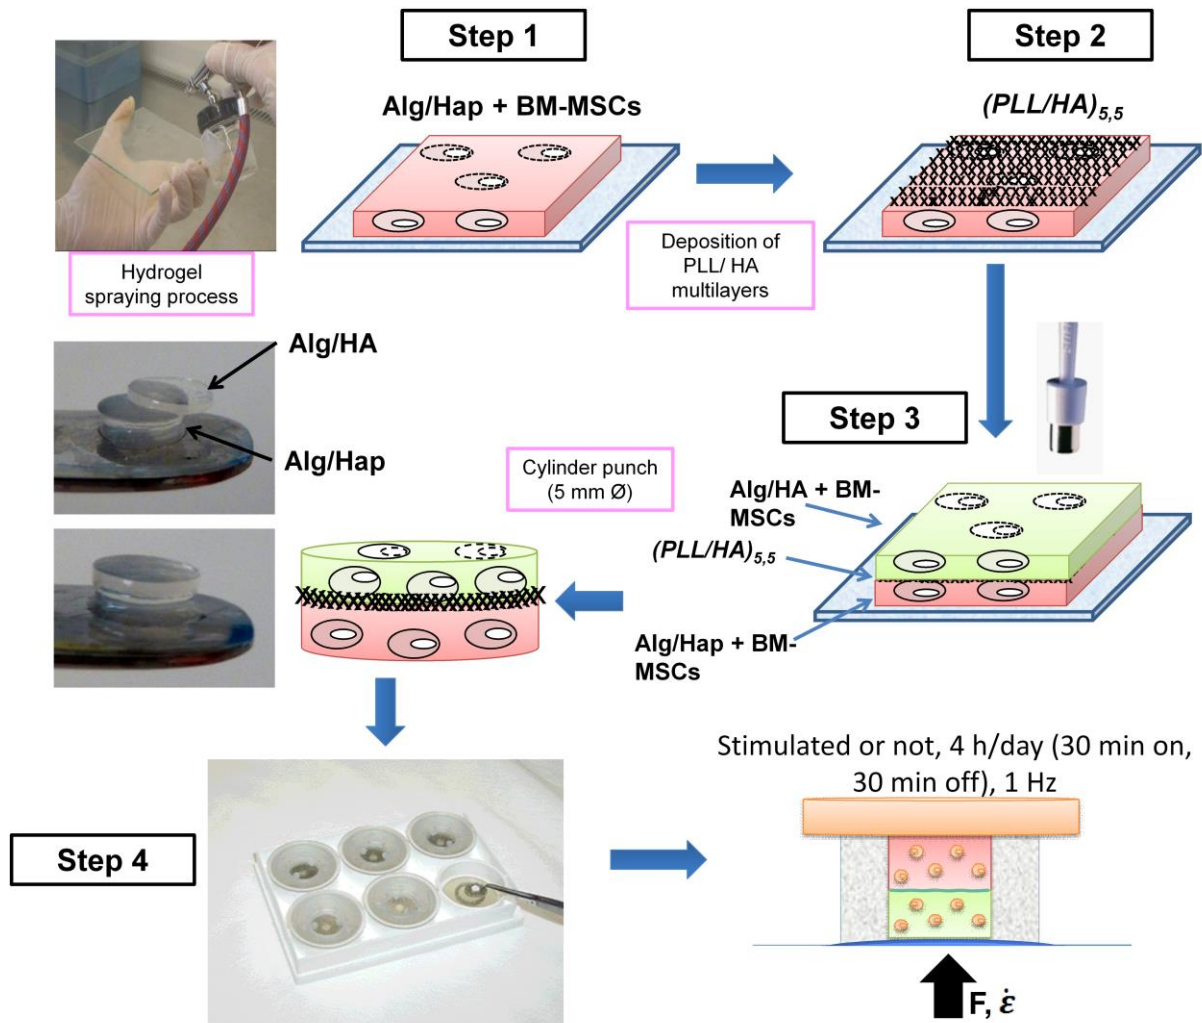 Step 1
Step 2
Alg/Hap + BM-MSCs
(PLL/HA)5,5
Hydrogel
spraying process
Deposition of
PLL/ HA
multilayers
Alg/HA
Alg/Hap
Step 3
Cylinder punch
(5 mm Ø)
Alg/HA + BM-
MSCs
(PLL/HA)5,5
Alg/Hap + BM-
MSCs
Step 4
Stimulated or not, 4 h/day (30 min on,
30 min off), 1 Hz
F, ε̇